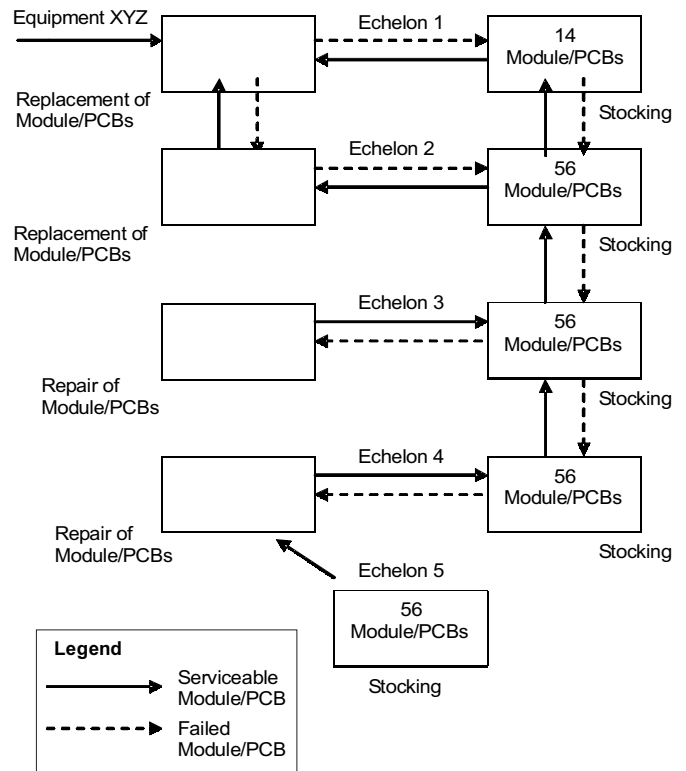 Equipment XYZ
Echelon 1
14
Module/PCBs
Replacement of
Module/PCBs
Stocking
Echelon 2
56
Module/PCBs
Replacement of
Module/PCBs
Stocking
Echelon 3
56
Module/PCBs
Repair of
Module/PCBs
Stocking
Echelon 4
56
Module/PCBs
Repair of
Module/PCBs
Stocking
Echelon 5
56
Module/PCBs
Stocking
Legend
Serviceable
Module/PCB
Failed
Module/PCB